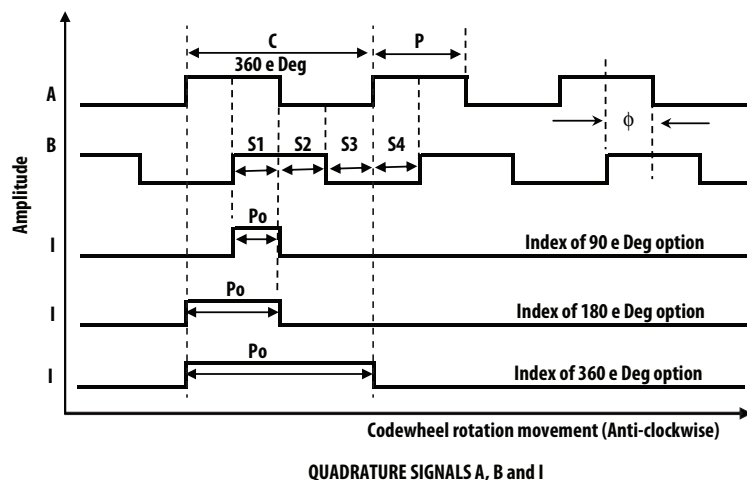 C
P
360 e Deg
A
ϕ
B
S1 S2 S3 S4
Amplitude
Po
I
Index of 90 e Deg option
Po
I
Index of 180 e Deg option
Po
I
Index of 360 e Deg option
Codewheel rotation movement (Anti-clockwise)
QUADRATURE SIGNALS A, B and I